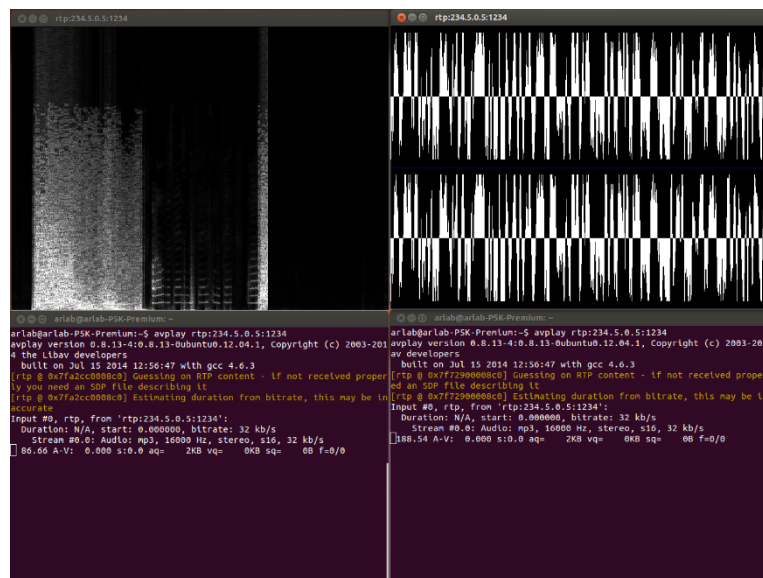 rtp:234.5.0.5:1234
rtp:234.5.0.5:1234
arlab@arlab-P5K-Premium: ~
arlab@arlab-P5K-Premium:~$ avplay rtp:234.5.0.5:1234
avplay version 0.8.13-4:0.8.13-0ubuntu0.12.04.1, Copyright (c) 2003-201
4 the Libav developers
built on Jul 15 2014 12:56:47 with gcc 4.6.3
[rtp @ 0x7fa2cc0008c0] Guessing on RTP content - if not received proper
ly you need an SDP file describing it
[rtp @ 0x7fa2cc0008c0] Estimating duration from bitrate, this may be in
accurate
Input #0, rtp, from 'rtp:234.5.0.5:1234':
Duration: N/A, start: 0.000000, bitrate: 32 kb/s
Stream #0.0: Audio: mp3, 16000 Hz, stereo, s16, 32 kb/s
86.66 A-V: 0.000 s:0.0 aq= 2KB vq= 0KB sq= 0B f=0/0
arlab@arlab-P5K-Premium: ~
arlab@arlab-P5K-Premium:~$ avplay rtp:234.5.0.5:1234
avplay version 0.8.13-4:0.8.13-0ubuntu0.12.04.1, Copyright (c) 2003-20
av developers
built on Jul 15 2014 12:56:47 with gcc 4.6.3
[rtp @ 0x7f72900008c0] Guessing on RTP content - if not received prope
ed an SDP file describing it
[rtp @ 0x7f72900008c0] Estimating duration from bitrate, this may be i
Input #0, rtp, from 'rtp:234.5.0.5:1234':
Duration: N/A, start: 0.000000, bitrate: 32 kb/s
Stream #0.0: Audio: mp3, 16000 Hz, stereo, s16, 32 kb/s
188.54 A-V: 0.000 s:0.0 aq= 2KB vq= 0KB sq= 0B f=0/0